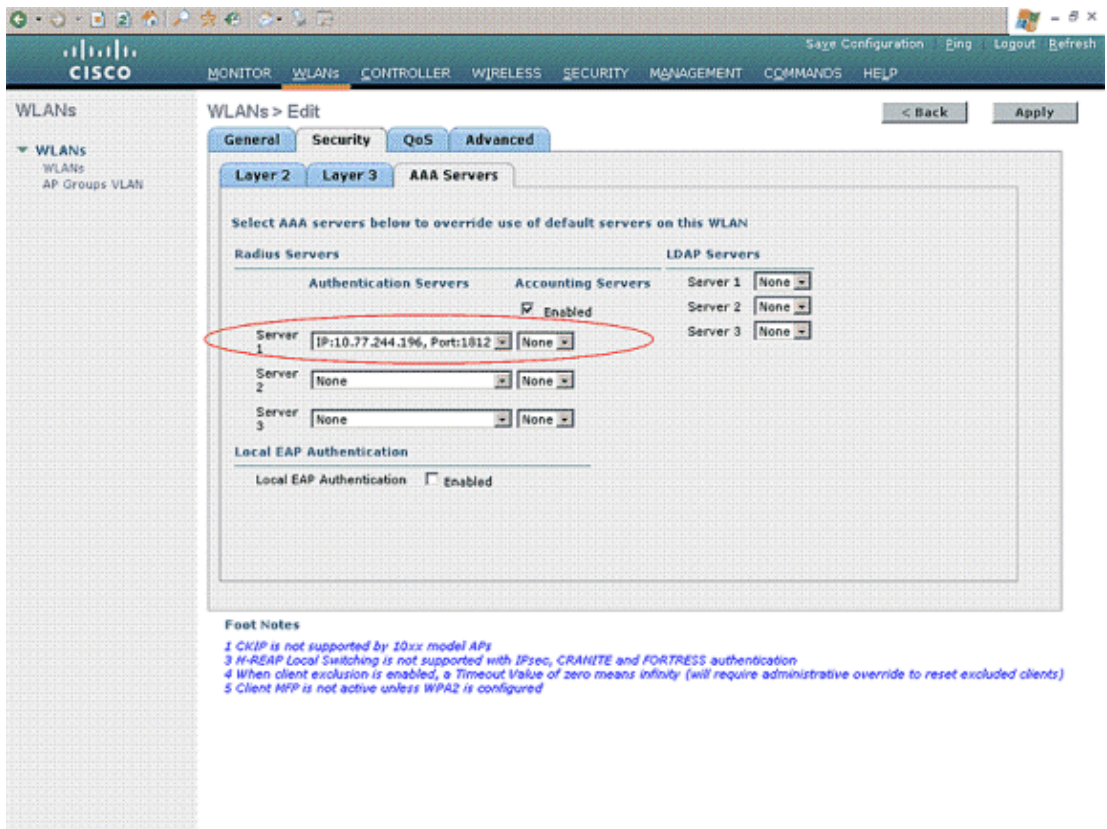 Save Configuration Ping Logout Refresh
CISCO
MONITOR WLANs CONTROLLER WIRELESS SECURITY MANAGEMENT COMMANDS HELP
WLANs
WLANs
WLANs
AP Groups VLAN
WLANs > Edit
< Back
Apply
General Security QoS Advanced
Layer 2 Layer 3 AAA Servers
Select AAA servers below to override use of default servers on this WLAN
Radius Servers
Authentication Servers Accounting Servers
Enabled
Server 1 IP:10.77.244.196, Port:1812 None
Server 2 None None
Server 3 None None
LDAP Servers
Server 1 None
Server 2 None
Server 3 None
Local EAP Authentication
Local EAP Authentication Enabled
Foot Notes
1 CKIP is not supported by 10xx model APs
3 H-REAP Local Switching is not supported with IPsec, CRANITE and FORTRESS authentication
4 When client exclusion is enabled, a Timeout Value of zero means infinity (will require administrative override to reset excluded clients)
5 Client MFP is not active unless WPA2 is configured